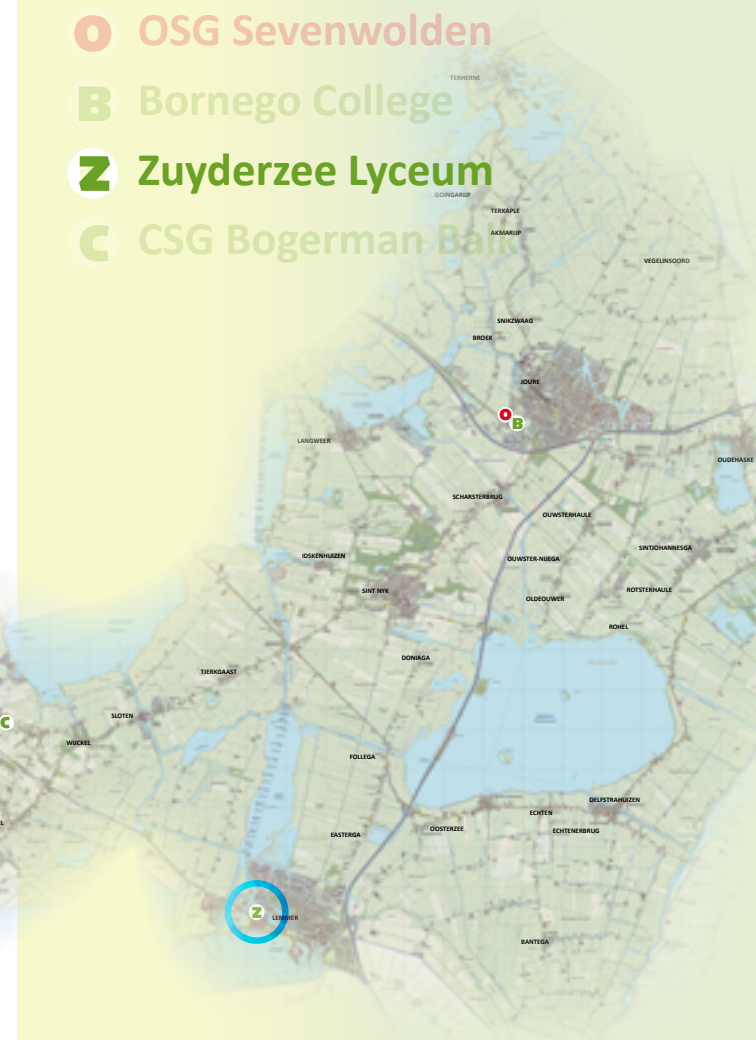 O OSG Sevenwolden
TERHERNE
B Bornego College
Z Zuyderzee Lyceum
GOINGARIJP
TERKAPLE
AKMARIJP
C CSG Bogerman Balk
VEGELINSOORD
SNIKZWAAG
BROEK
JOURE
O
B
LANGWEER
OUDEHASKE
SCHARSTERBRUG
OUWSTERHAULE
SINTJOHANNESGA
IDSKENHUIZEN
OUWSTER-NIJEGA
SINT NYK
ROTSTERHAULE
OLDEOUWER
ROHEL
DONIAGA
TJERKGAAST
SLOTEN
C
WIJCKEL
FOLLEGA
DELFSTRAHUIZEN
ECHTEN
L
OOSTERZEE
ECHTENERBRUG
EASTERGA
Z
LEMMER
BANTEGA